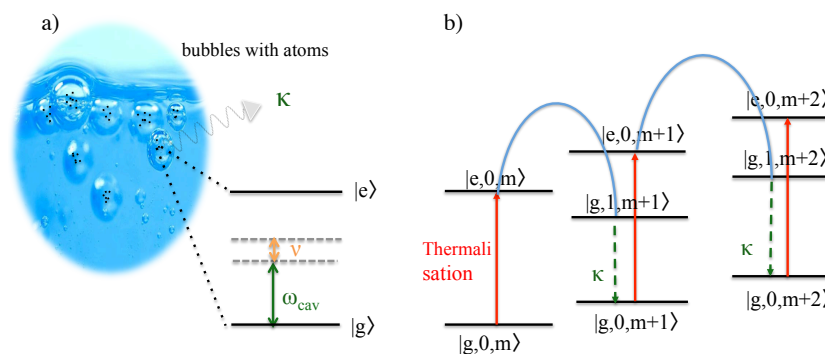 a)
bubbles with atoms
κ
|e⟩
ν
ω_cav
|g⟩
b)
|e,0,m+2⟩
|e,0,m+1⟩
|e,0,m⟩
|g,1,m+2⟩
|g,1,m+1⟩
Thermali
sation
κ
κ
|g,0,m+2⟩
|g,0,m+1⟩
|g,0,m⟩